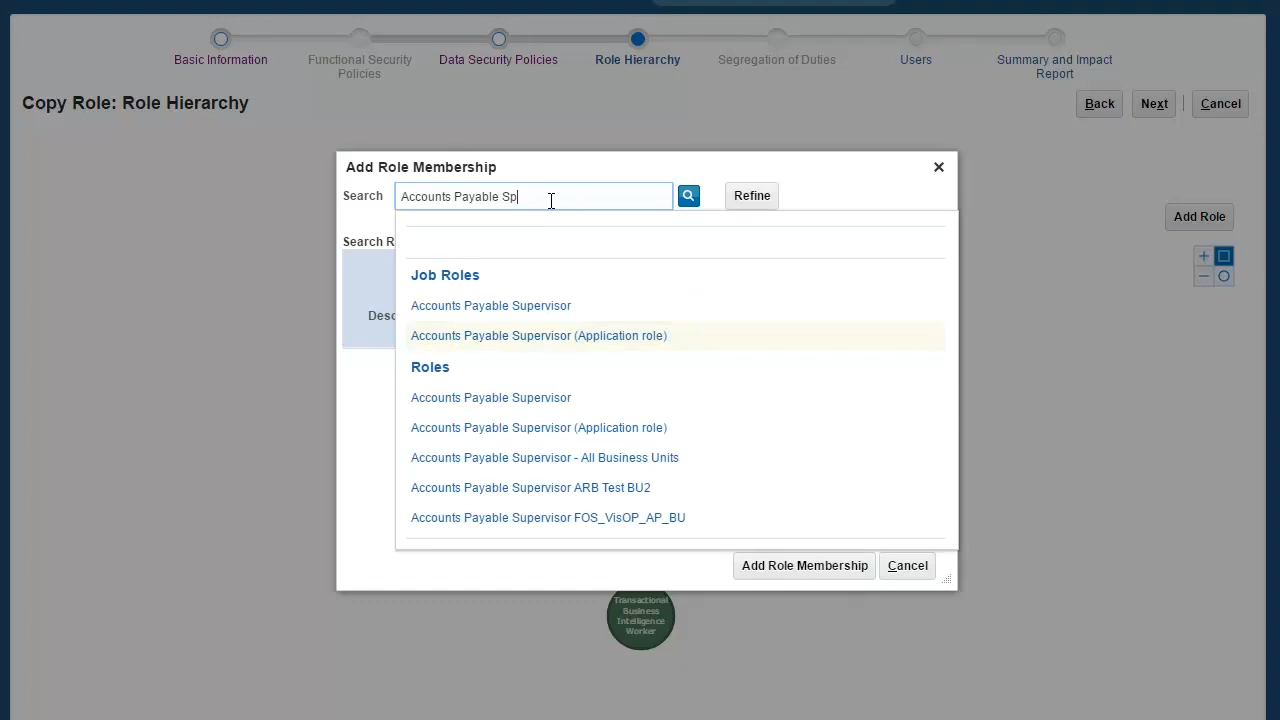 Basic Information
Functional Security
Policies
Data Security Policies
Role Hierarchy
Segregation of Duties
Users
Summary and Impact
Report
Copy Role: Role Hierarchy
Back
Next
Cancel
Add Role Membership
Search
Accounts Payable Sp
Refine
Add Role
Search R
Job Roles
Accounts Payable Supervisor
Desc
Accounts Payable Supervisor (Application role)
Roles
Accounts Payable Supervisor
Accounts Payable Supervisor (Application role)
Accounts Payable Supervisor - All Business Units
Accounts Payable Supervisor ARB Test BU2
Accounts Payable Supervisor FOS_VisOP_AP_BU
Add Role Membership
Cancel
Transactional
Business
Intelligence
Worker